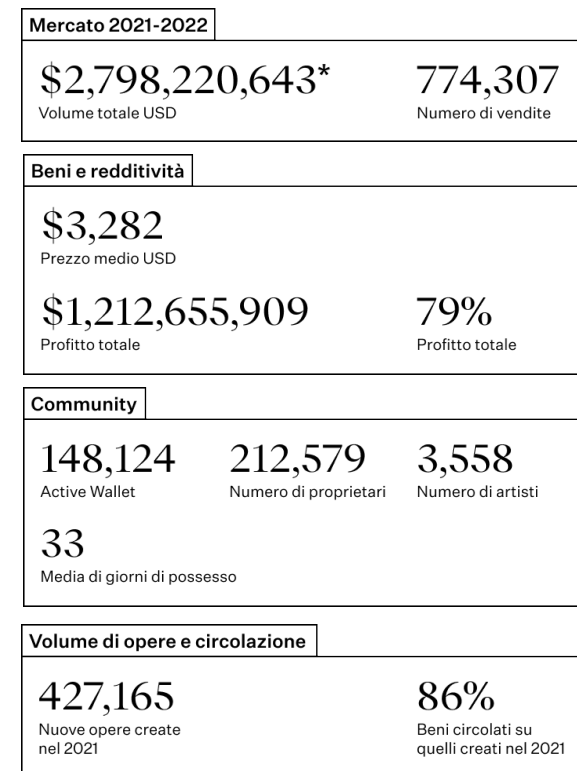 Mercato 2021-2022
$2,798,220,643* 774,307
Volume totale USD Numero di vendite
Beni e redditività
$3,282
Prezzo medio USD
$1,212,655,909 79%
Profitto totale Profitto totale
Community
148,124 212,579 3,558
Active Wallet Numero di proprietari Numero di artisti
33
Media di giorni di possesso
Volume di opere e circolazione
427,165 86%
Nuove opere create Beni circolati su
nel 2021 quelli creati nel 2021